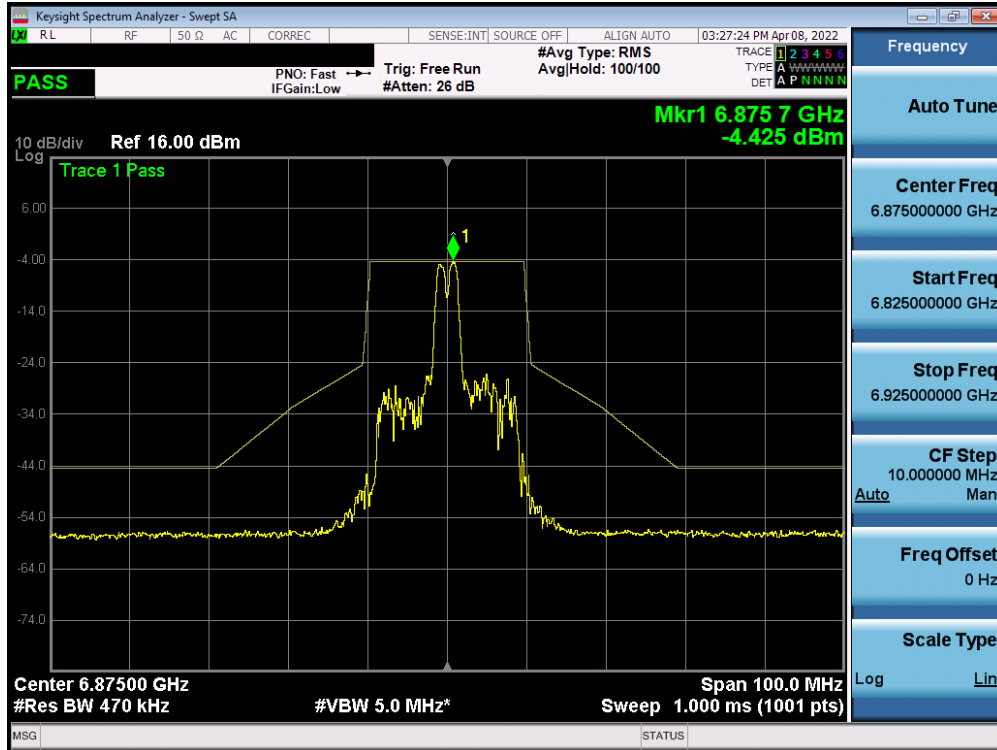 Keysight Spectrum Analyzer - Swept SA
LXI RL RF 50 Ω AC CORREC SENSE:INT SOURCE OFF ALIGN AUTO 03:27:24 PM Apr 08, 2022
PASS
PNO: Fast
IFGain:Low
Trig: Free Run
#Atten: 26 dB
#Avg Type: RMS
Avg|Hold: 100/100
TRACE 1 2 3 4 5 6
TYPE A WWWWW
DET A P N N N N
Mkr1 6.875 7 GHz
-4.425 dBm
10 dB/div Ref 16.00 dBm
Log
Trace 1 Pass
1
6.00
-4.00
-14.0
-24.0
-34.0
-44.0
-54.0
-64.0
-74.0
Center 6.87500 GHz Span 100.0 MHz
#Res BW 470 kHz #VBW 5.0 MHz* Sweep 1.000 ms (1001 pts)
MSG STATUS
Frequency
Auto Tune
Center Freq
6.875000000 GHz
Start Freq
6.825000000 GHz
Stop Freq
6.925000000 GHz
CF Step
10.000000 MHz
Auto Man
Freq Offset
0 Hz
Scale Type
Log Lin